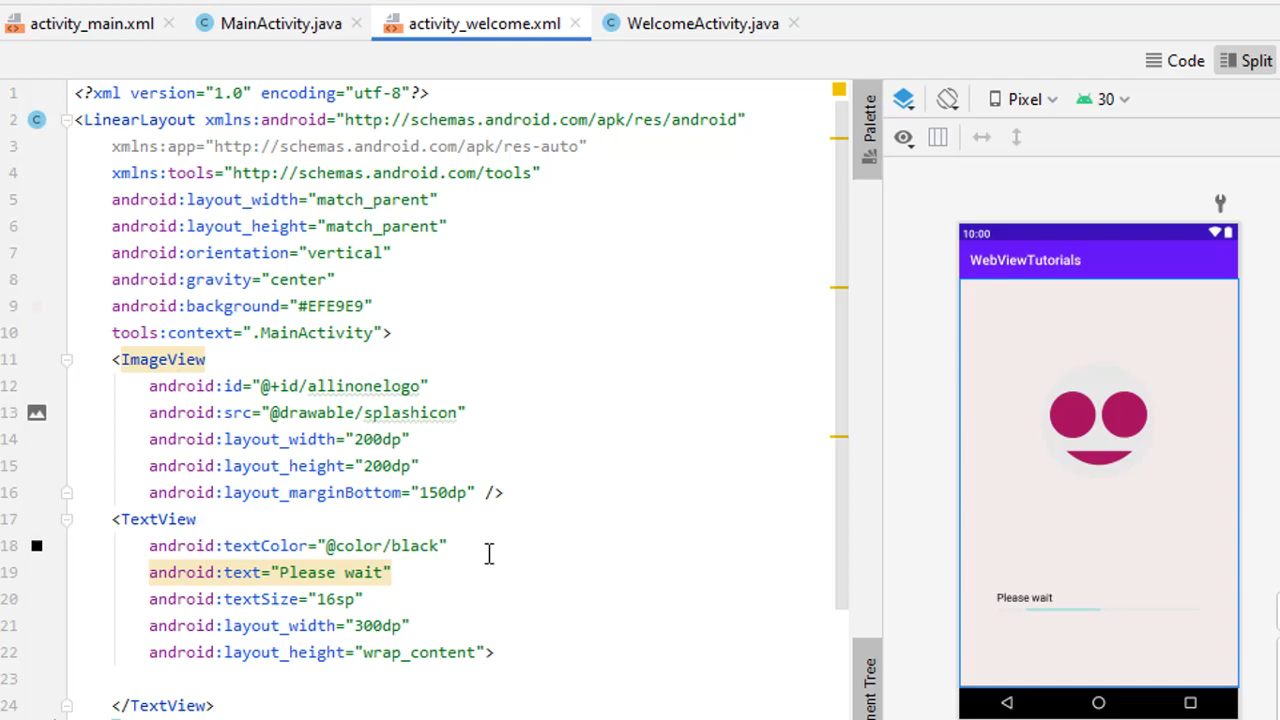 activity_main.xml
MainActivity.java
activity_welcome.xml
WelcomeActivity.java
Code
Split
1 <?xml version="1.0" encoding="utf-8"?>
2 <LinearLayout xmlns:android="http://schemas.android.com/apk/res/android"
3 xmlns:app="http://schemas.android.com/apk/res-auto"
4 xmlns:tools="http://schemas.android.com/tools"
5 android:layout_width="match_parent"
6 android:layout_height="match_parent"
7 android:orientation="vertical"
8 android:gravity="center"
9 android:background="#EFE9E9"
10 tools:context=".MainActivity">
11 <ImageView
12 android:id="@+id/allinonelogo"
13 android:src="@drawable/splashicon"
14 android:layout_width="200dp"
15 android:layout_height="200dp"
16 android:layout_marginBottom="150dp" />
17 <TextView
18 android:textColor="@color/black"
19 android:text="Please wait"
20 android:textSize="16sp"
21 android:layout_width="300dp"
22 android:layout_height="wrap_content">
23
24 </TextView>
Palette
nent Tree
Pixel
30
10:00
WebViewTutorials
Please wait